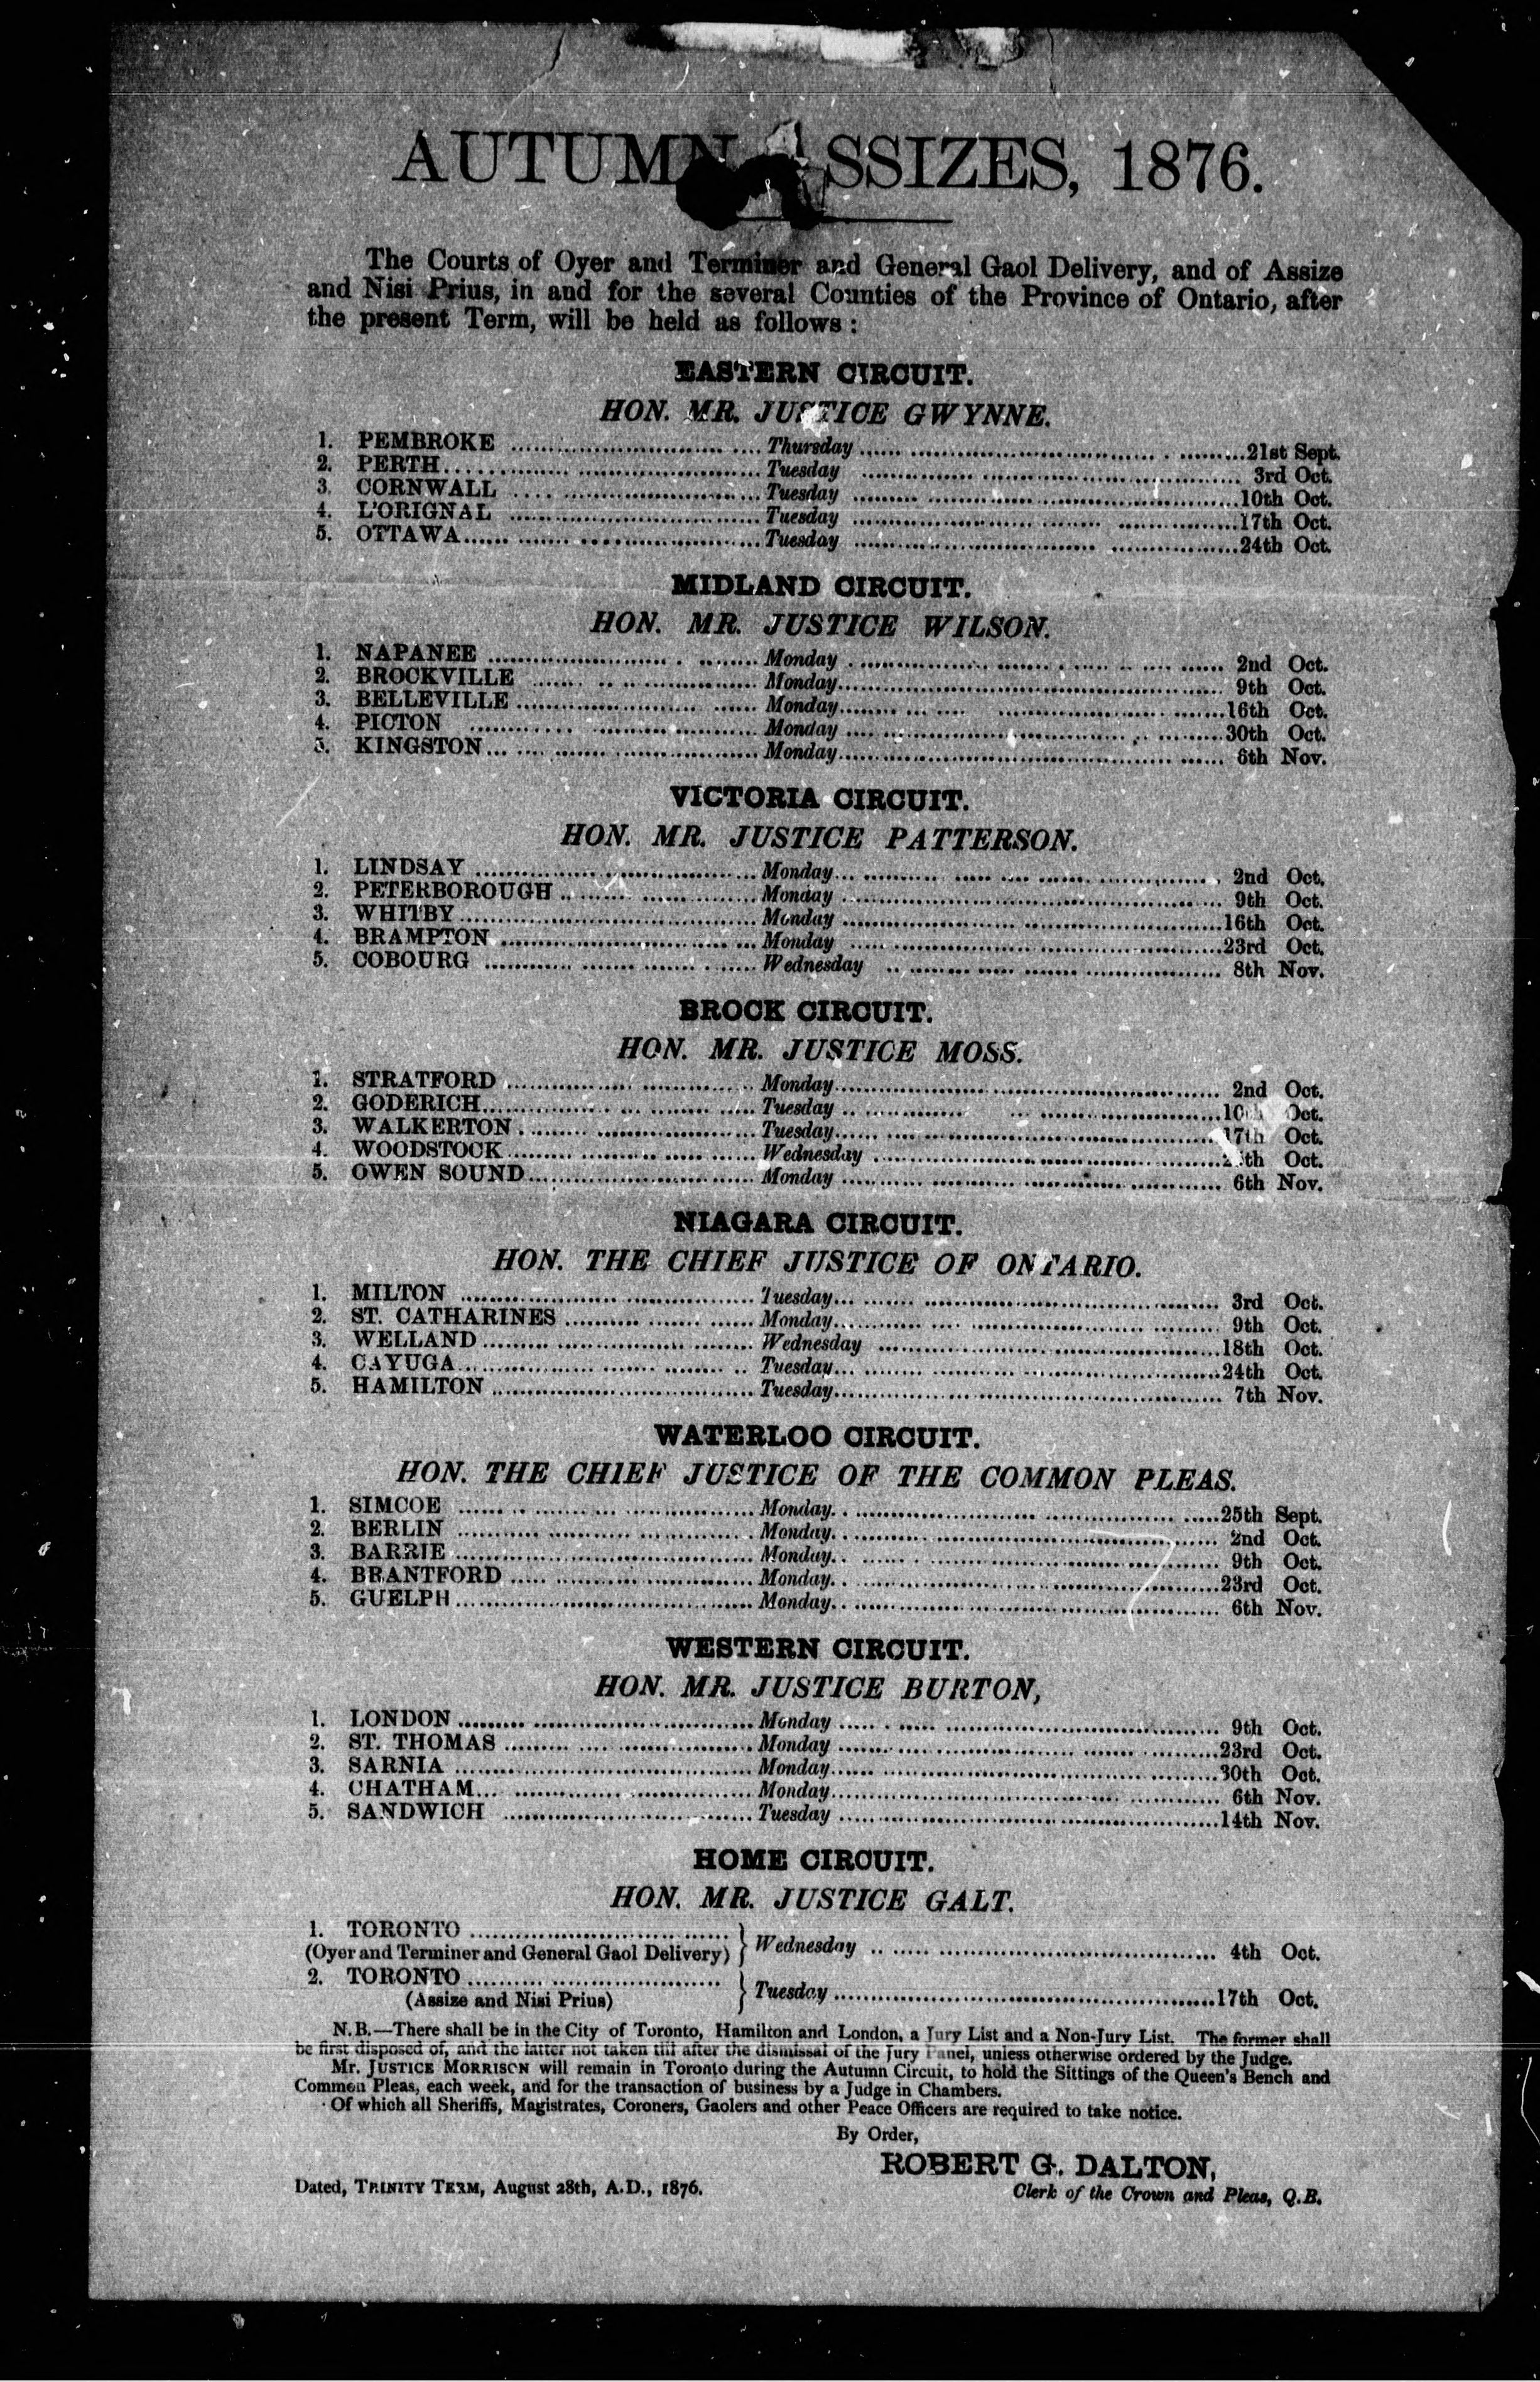 AUTUMN ASSIZES, 1876.
The Courts of Oyer and Terminer and General Gaol Delivery, and of Assize
and Nisi Prius, in and for the several Counties of the Province of Ontario, after
the present Term, will be held as follows:
EASTERN CIRCUIT.
HON. MR. JUSTICE GWYNNE.
1. PEMBROKE ........ Thursday ........ 21st Sept.
2. PERTH ........ Tuesday ........ 3rd Oct.
3. CORNWALL ........ Tuesday ........ 10th Oct.
4. L'ORIGNAL ........ Tuesday ........ 17th Oct.
5. OTTAWA ........ Tuesday ........ 24th Oct.
MIDLAND CIRCUIT.
HON. MR. JUSTICE WILSON.
1. NAPANEE ........ Monday ........ 2nd Oct.
2. BROCKVILLE ........ Monday ........ 9th Oct.
3. BELLEVILLE ........ Monday ........ 16th Oct.
4. PICTON ........ Monday ........ 30th Oct.
5. KINGSTON ........ Monday ........ 6th Nov.
VICTORIA CIRCUIT.
HON. MR. JUSTICE PATTERSON.
1. LINDSAY ........ Monday ........ 2nd Oct.
2. PETERBOROUGH ........ Monday ........ 9th Oct.
3. WHITBY ........ Monday ........ 16th Oct.
4. BRAMPTON ........ Monday ........ 23rd Oct.
5. COBOURG ........ Wednesday ........ 8th Nov.
BROCK CIRCUIT.
HON. MR. JUSTICE MOSS.
1. STRATFORD ........ Monday ........ 2nd Oct.
2. GODERICH ........ Tuesday ........ 10th Oct.
3. WALKERTON ........ Tuesday ........ 17th Oct.
4. WOODSTOCK ........ Wednesday ........ Oct.
5. OWEN SOUND ........ Monday ........ 6th Nov.
NIAGARA CIRCUIT.
HON. THE CHIEF JUSTICE OF ONTARIO.
1. MILTON ........ Tuesday ........ 3rd Oct.
2. ST. CATHARINES ........ Monday ........ 9th Oct.
3. WELLAND ........ Wednesday ........ 18th Oct.
4. CAYUGA ........ Tuesday ........ 24th Oct.
5. HAMILTON ........ Tuesday ........ 7th Nov.
WATERLOO CIRCUIT.
HON. THE CHIEF JUSTICE OF THE COMMON PLEAS.
1. SIMCOE ........ Monday ........ 25th Sept.
2. BERLIN ........ Monday ........ 2nd Oct.
3. BARRIE ........ Monday ........ 9th Oct.
4. BRANTFORD ........ Monday ........ 23rd Oct.
5. GUELPH ........ Monday ........ 6th Nov.
WESTERN CIRCUIT.
HON. MR. JUSTICE BURTON,
1. LONDON ........ Monday ........ 9th Oct.
2. ST. THOMAS ........ Monday ........ 23rd Oct.
3. SARNIA ........ Monday ........ 30th Oct.
4. CHATHAM ........ Monday ........ 6th Nov.
5. SANDWICH ........ Tuesday ........ 14th Nov.
HOME CIRCUIT.
HON. MR. JUSTICE GALT.
1. TORONTO ........
(Oyer and Terminer and General Gaol Delivery) } Wednesday ........ 4th Oct.
2. TORONTO ........
(Assize and Nisi Prius) } Tuesday ........ 17th Oct.
N.B.—There shall be in the City of Toronto, Hamilton and London, a Jury List and a Non-Jury List. The former shall
be first disposed of, and the latter not taken till after the dismissal of the Jury Panel, unless otherwise ordered by the Judge.
Mr. JUSTICE MORRISON will remain in Toronto during the Autumn Circuit, to hold the Sittings of the Queen's Bench and
Common Pleas, each week, and for the transaction of business by a Judge in Chambers.
Of which all Sheriffs, Magistrates, Coroners, Gaolers and other Peace Officers are required to take notice.
By Order,
ROBERT G. DALTON,
Clerk of the Crown and Pleas, Q.B.
Dated, TRINITY TERM, August 28th, A.D., 1876.